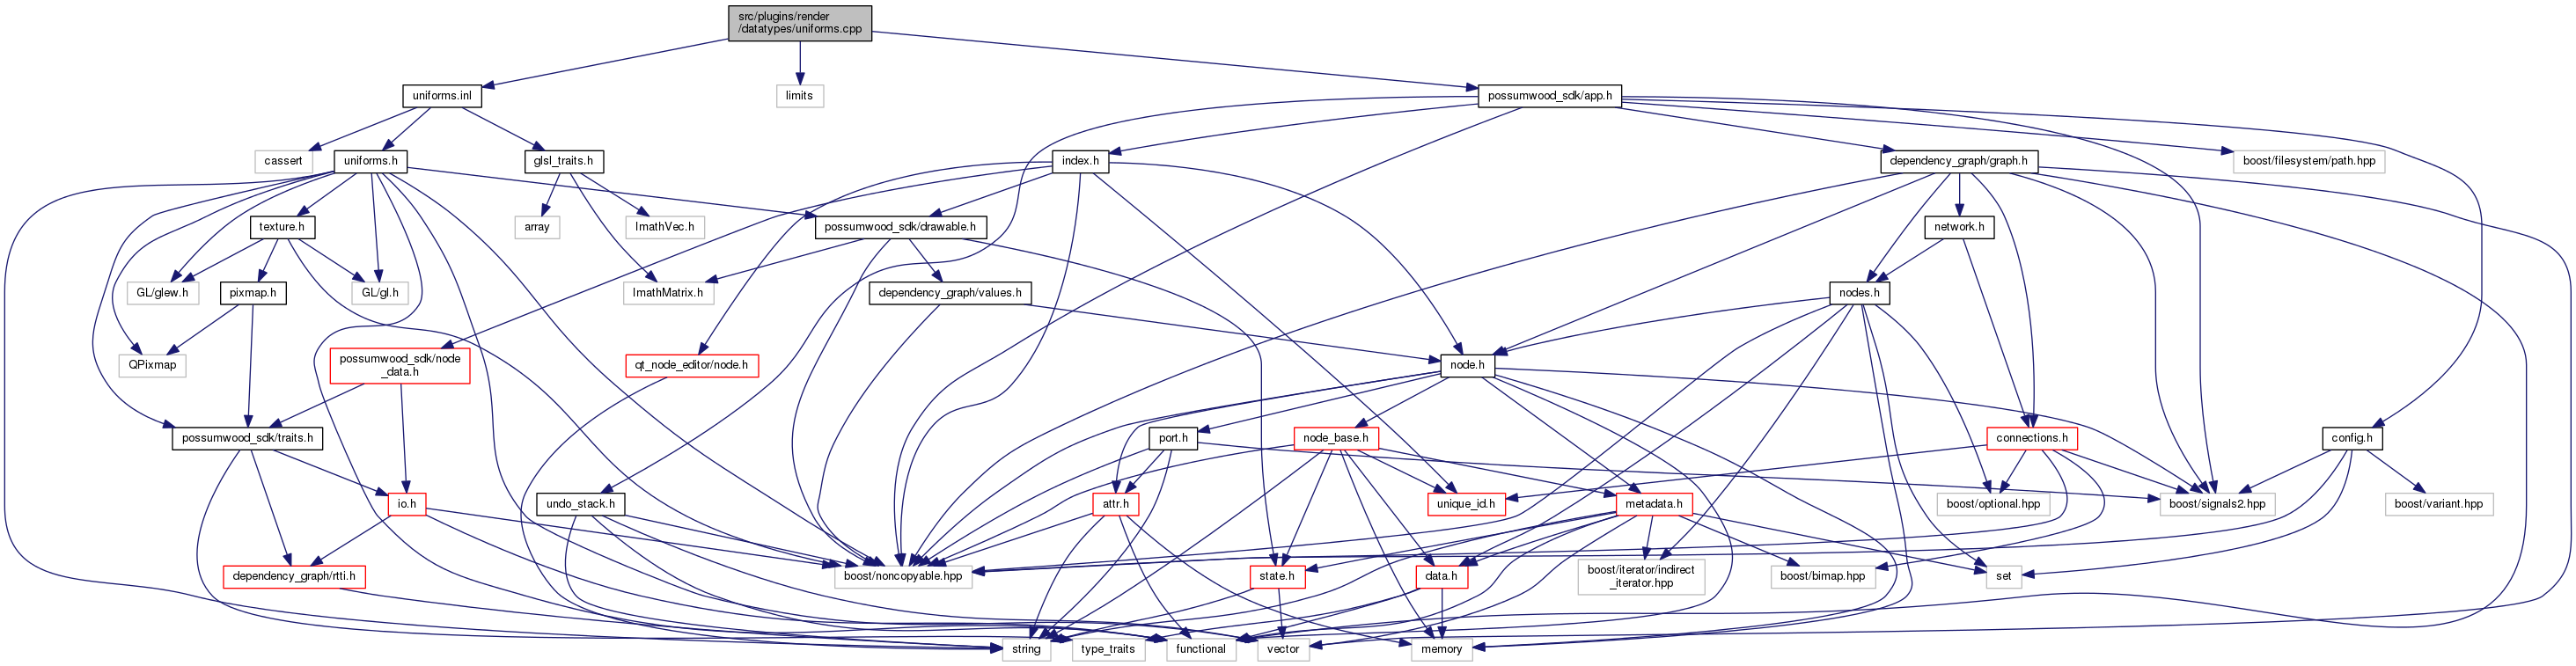 src/plugins/render
/datatypes/uniforms.cpp
uniforms.inl
limits
possumwood_sdk/app.h
cassert
uniforms.h
glsl_traits.h
index.h
dependency_graph/graph.h
boost/filesystem/path.hpp
texture.h
array
ImathVec.h
possumwood_sdk/drawable.h
network.h
GL/glew.h
pixmap.h
GL/gl.h
ImathMatrix.h
dependency_graph/values.h
nodes.h
QPixmap
possumwood_sdk/node
_data.h
qt_node_editor/node.h
node.h
possumwood_sdk/traits.h
port.h
node_base.h
connections.h
config.h
io.h
undo_stack.h
attr.h
unique_id.h
metadata.h
boost/optional.hpp
boost/signals2.hpp
boost/variant.hpp
dependency_graph/rtti.h
boost/noncopyable.hpp
state.h
data.h
boost/iterator/indirect
_iterator.hpp
boost/bimap.hpp
set
string
type_traits
functional
vector
memory